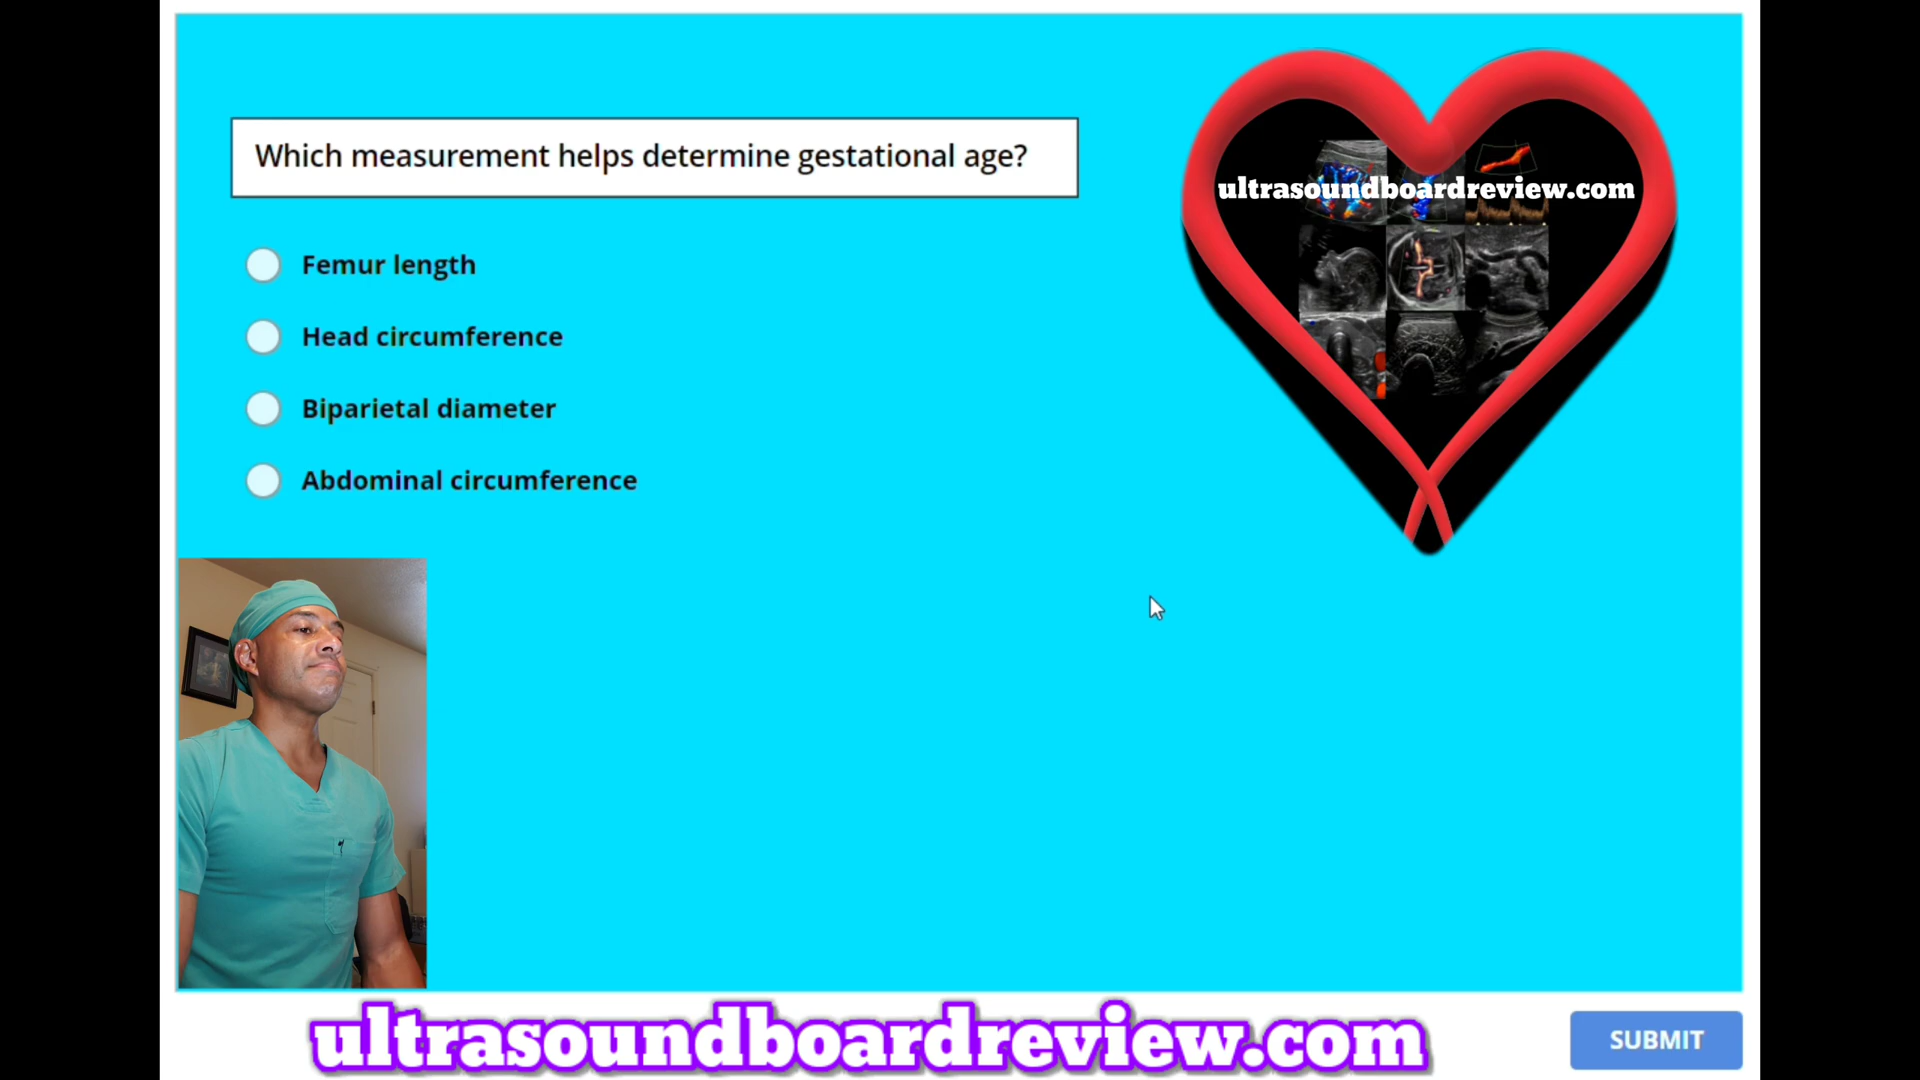 Which measurement helps determine gestational age?
ultrasoundboardreview.com
Femur length
Head circumference
Biparietal diameter
Abdominal circumference
ultrasoundboardreview.com
SUBMIT